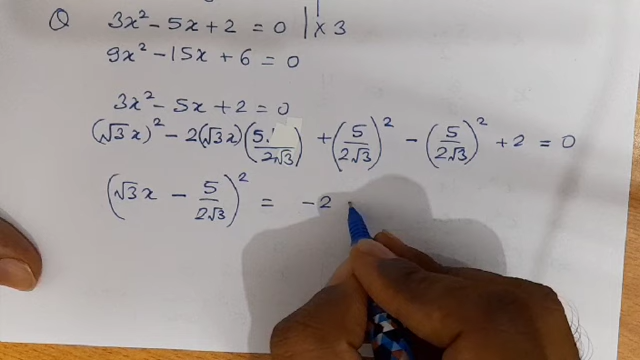 Q 3x² - 5x + 2 = 0 | x 3
9x² - 15x + 6 = 0
3x² - 5x + 2 = 0
(√3x)² - 2(√3x)(5/2√3) + (5/2√3)² - (5/2√3)² + 2 = 0
(√3x - 5/2√3)² = -2